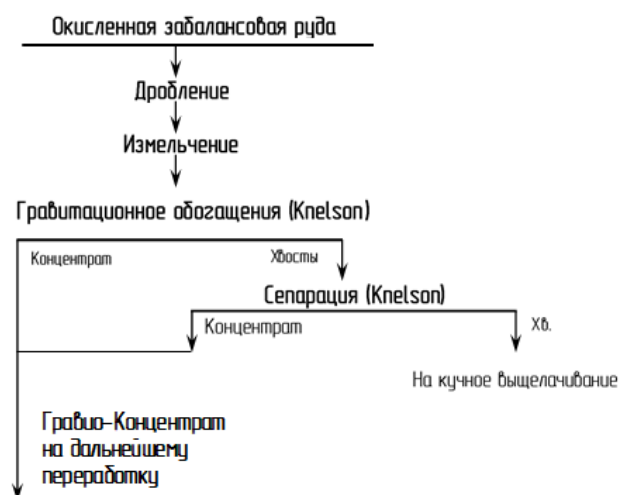 Окисленная забалансовая руда
Дробление
Измельчение
Гравитационное обогащения (Knelson)
Концентрат
Хвосты
Сепарация (Knelson)
Концентрат
Хв.
На кучное выщелачивание
Гравио-Концентрат
на дальнейшему
переработку